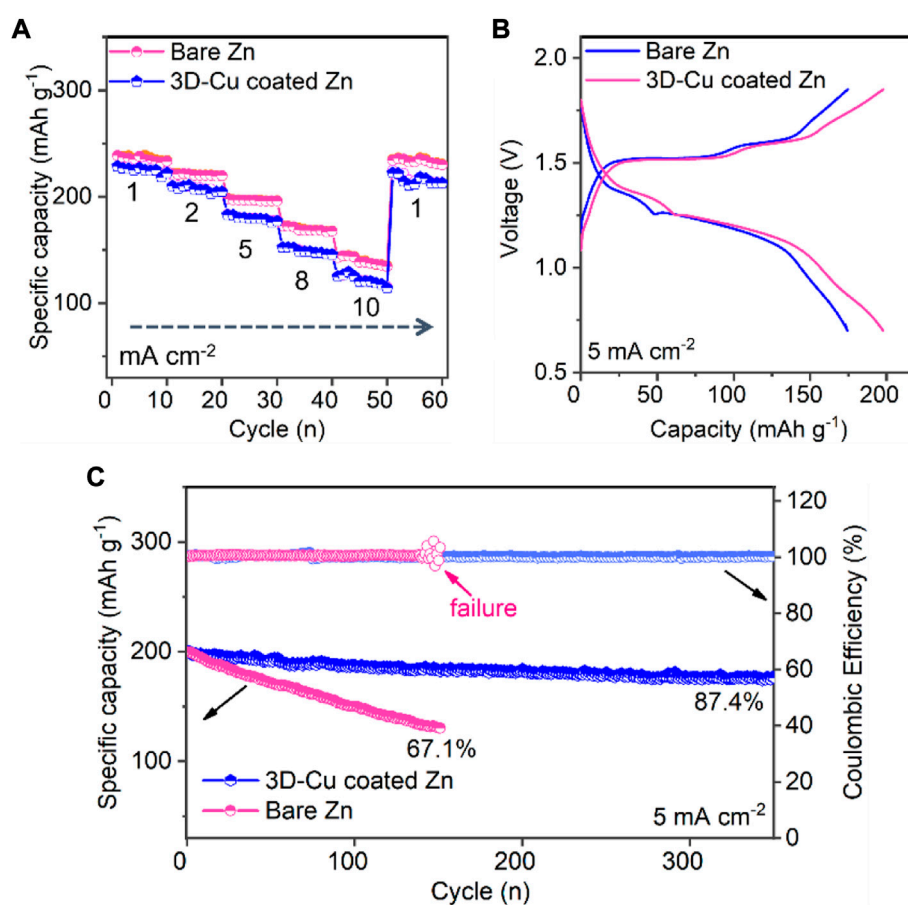 A
Bare Zn
3D-Cu coated Zn
Specific capacity (mAh g⁻¹)
300
200
100
1
2
5
8
10
1
mA cm⁻²
0 10 20 30 40 50 60
Cycle (n)
B
Bare Zn
3D-Cu coated Zn
Voltage (V)
2.0
1.5
1.0
0.5
5 mA cm⁻²
0 50 100 150 200
Capacity (mAh g⁻¹)
C
Specific capacity (mAh g⁻¹)
300
200
100
120
100
80
60
40
20
0
Coulombic Efficiency (%)
failure
87.4%
67.1%
3D-Cu coated Zn
Bare Zn
5 mA cm⁻²
0 100 200 300
Cycle (n)